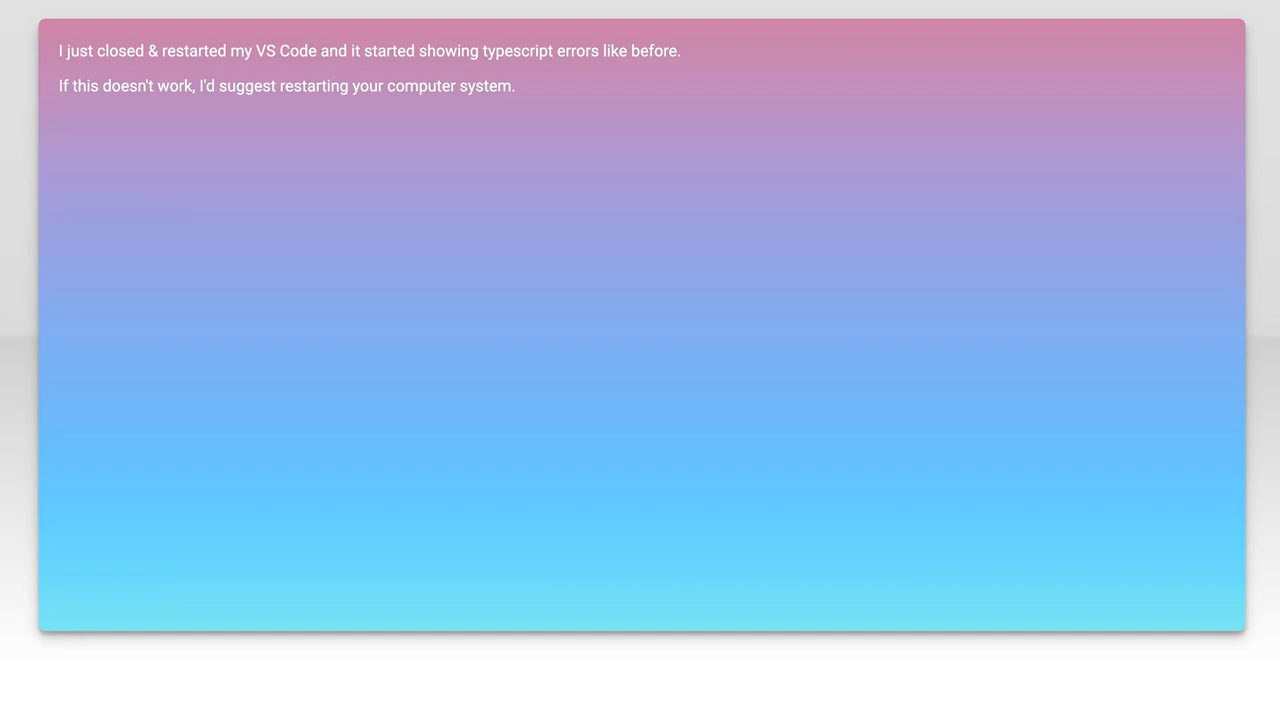 I just closed & restarted my VS Code and it started showing typescript errors like before.
If this doesn't work, I'd suggest restarting your computer system.